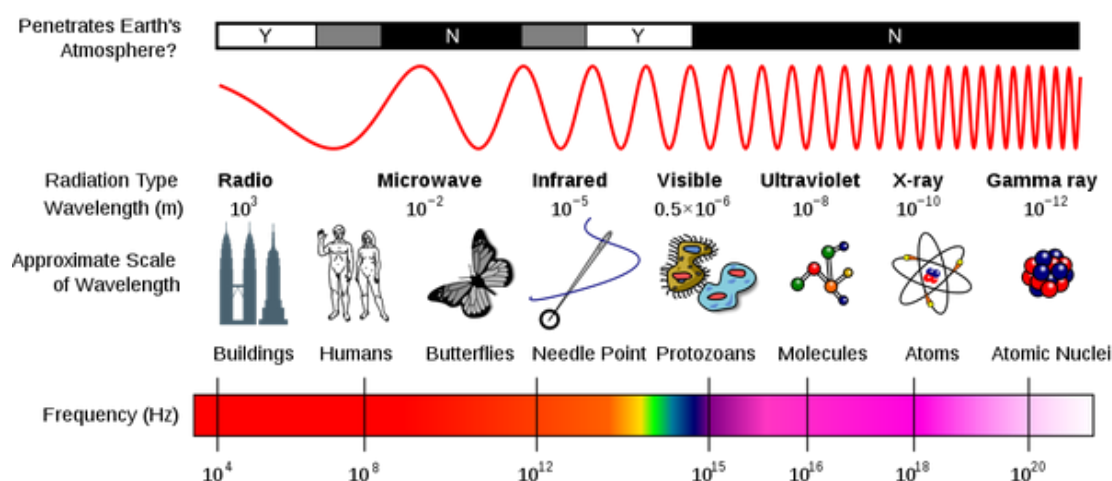 Penetrates Earth's
Atmosphere?
Y N Y N
Radiation Type Radio Microwave Infrared Visible Ultraviolet X-ray Gamma ray
Wavelength (m) 10³ 10⁻² 10⁻⁵ 0.5×10⁻⁶ 10⁻⁸ 10⁻¹⁰ 10⁻¹²
Approximate Scale
of Wavelength
Buildings Humans Butterflies Needle Point Protozoans Molecules Atoms Atomic Nuclei
Frequency (Hz)
10⁴ 10⁸ 10¹² 10¹⁵ 10¹⁶ 10¹⁸ 10²⁰